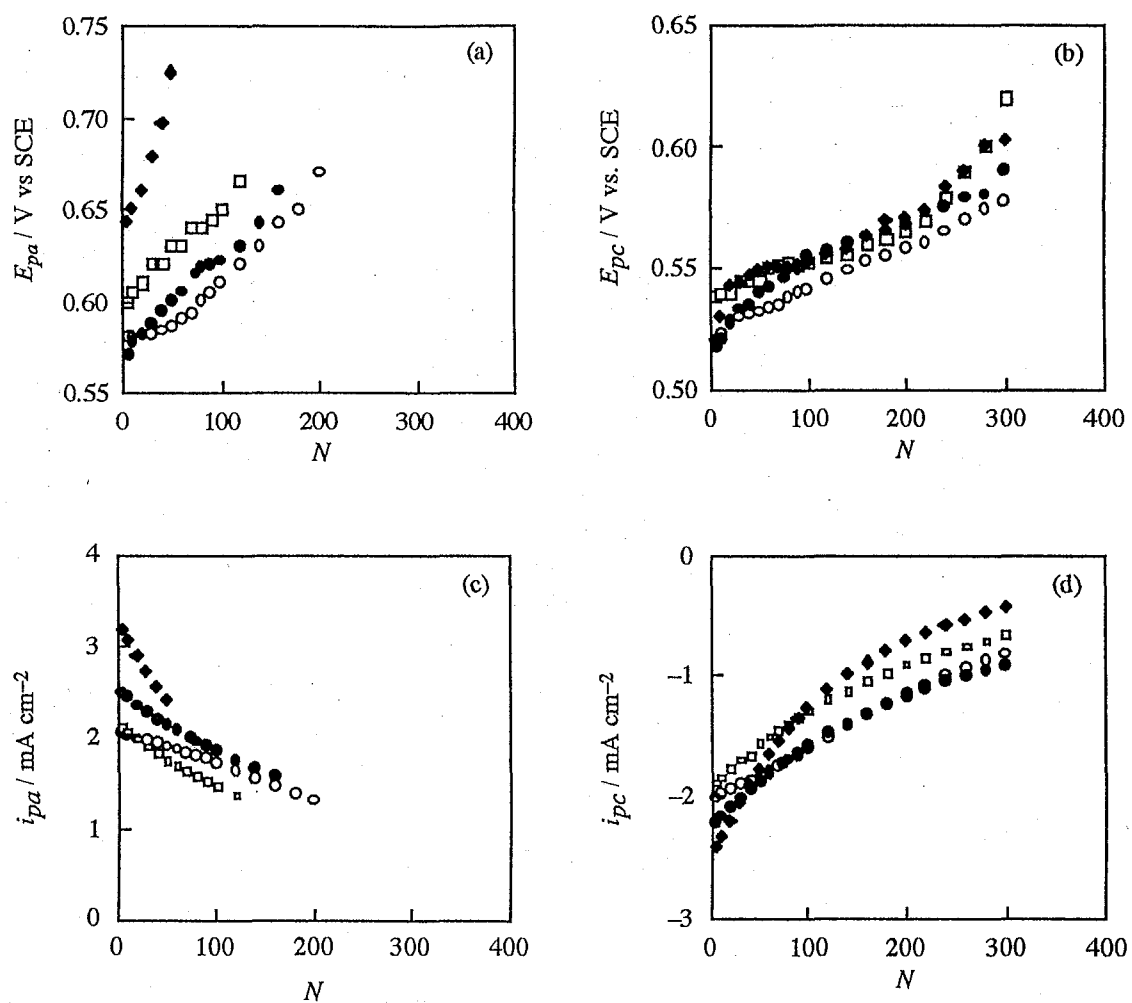 (a)
E_pa / V vs SCE
0.75
0.70
0.65
0.60
0.55
0 100 200 300 400
N
(b)
E_pc / V vs. SCE
0.65
0.60
0.55
0.50
0 100 200 300 400
N
(c)
i_pa / mA cm⁻²
4
3
2
1
0
0 100 200 300 400
N
(d)
i_pc / mA cm⁻²
−0
−1
−2
−3
0 100 200 300 400
N